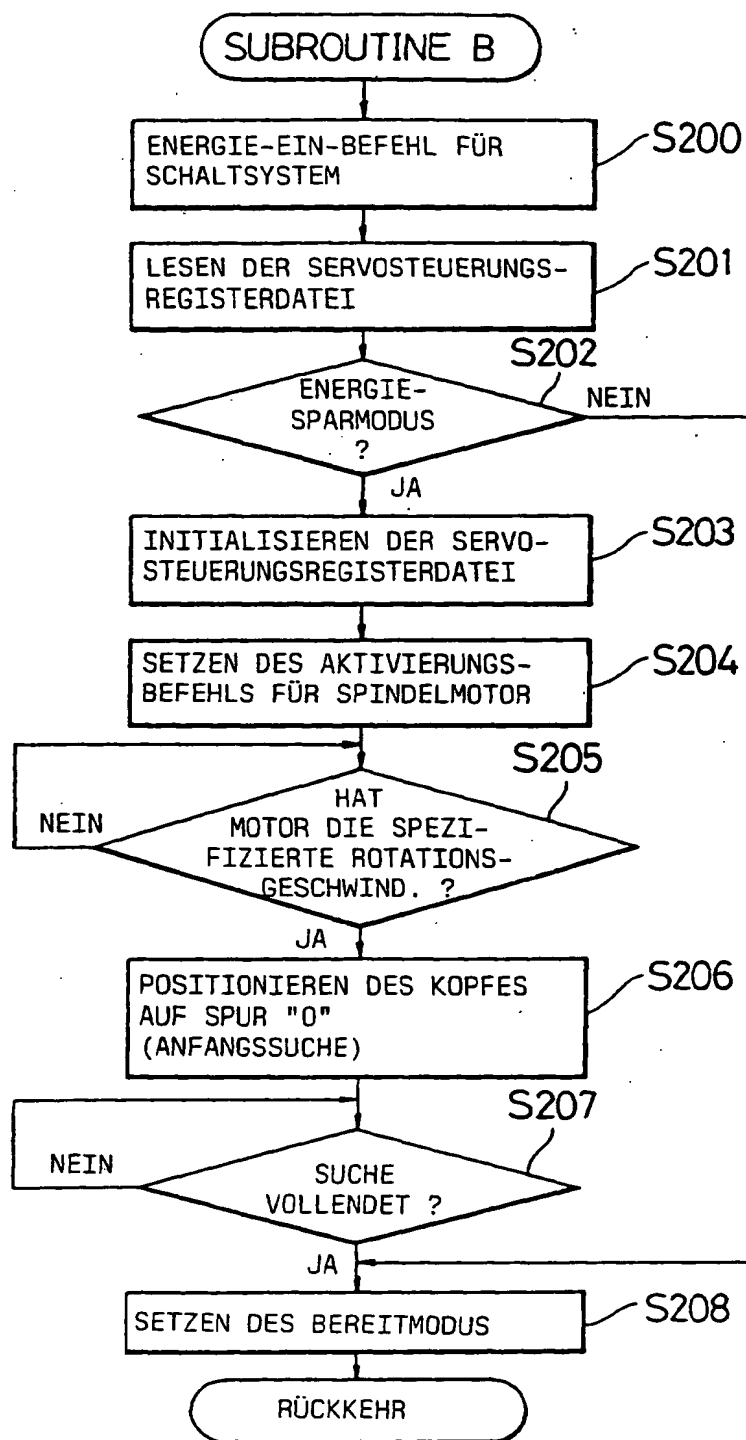 SUBROUTINE B
ENERGIE-EIN-BEFEHL FÜR
SCHALTSYSTEM
S200
LESEN DER SERVOSTEUERUNGS-
REGISTERDATEI
S201
S202
ENERGIE-
SPARMODUS
?
NEIN
JA
INITIALISIEREN DER SERVO-
STEUERUNGSREGISTERDATEI
S203
SETZEN DES AKTIVIERUNGS-
BEFEHLS FÜR SPINDELMOTOR
S204
S205
HAT
MOTOR DIE SPEZI-
FIZIERTE ROTATIONS-
GESCHWIND. ?
NEIN
JA
POSITIONIEREN DES KOPFES
AUF SPUR "0"
(ANFANGSSUCHE)
S206
S207
SUCHE
VOLLENDET ?
NEIN
JA
SETZEN DES BEREITMODUS
S208
RÜCKKEHR